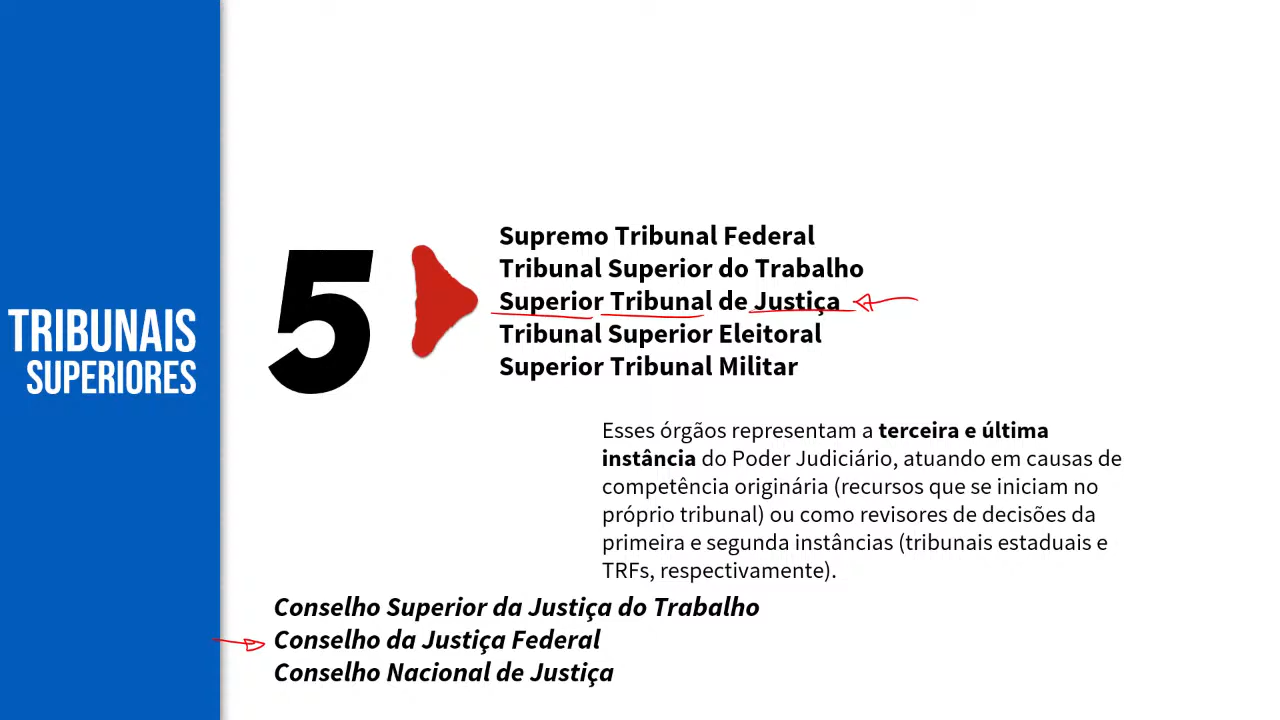 TRIBUNAIS
SUPERIORES
5
Supremo Tribunal Federal
Tribunal Superior do Trabalho
Superior Tribunal de Justiça
Tribunal Superior Eleitoral
Superior Tribunal Militar
Esses órgãos representam a terceira e última
instância do Poder Judiciário, atuando em causas de
competência originária (recursos que se iniciam no
próprio tribunal) ou como revisores de decisões da
primeira e segunda instâncias (tribunais estaduais e
TRFs, respectivamente).
Conselho Superior da Justiça do Trabalho
Conselho da Justiça Federal
Conselho Nacional de Justiça